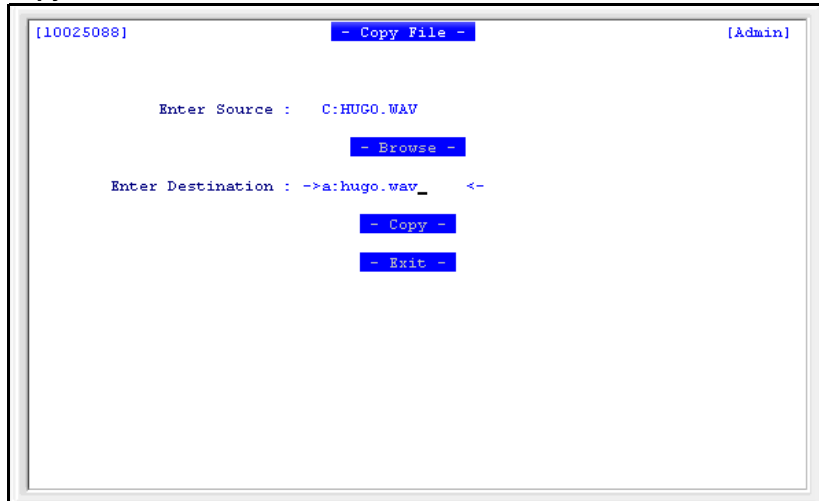 [10025088] - Copy File - [Admin]
Enter Source : C:HUGO.WAV
- Browse -
Enter Destination : ->a:hugo.wav_ <-
- Copy -
- Exit -